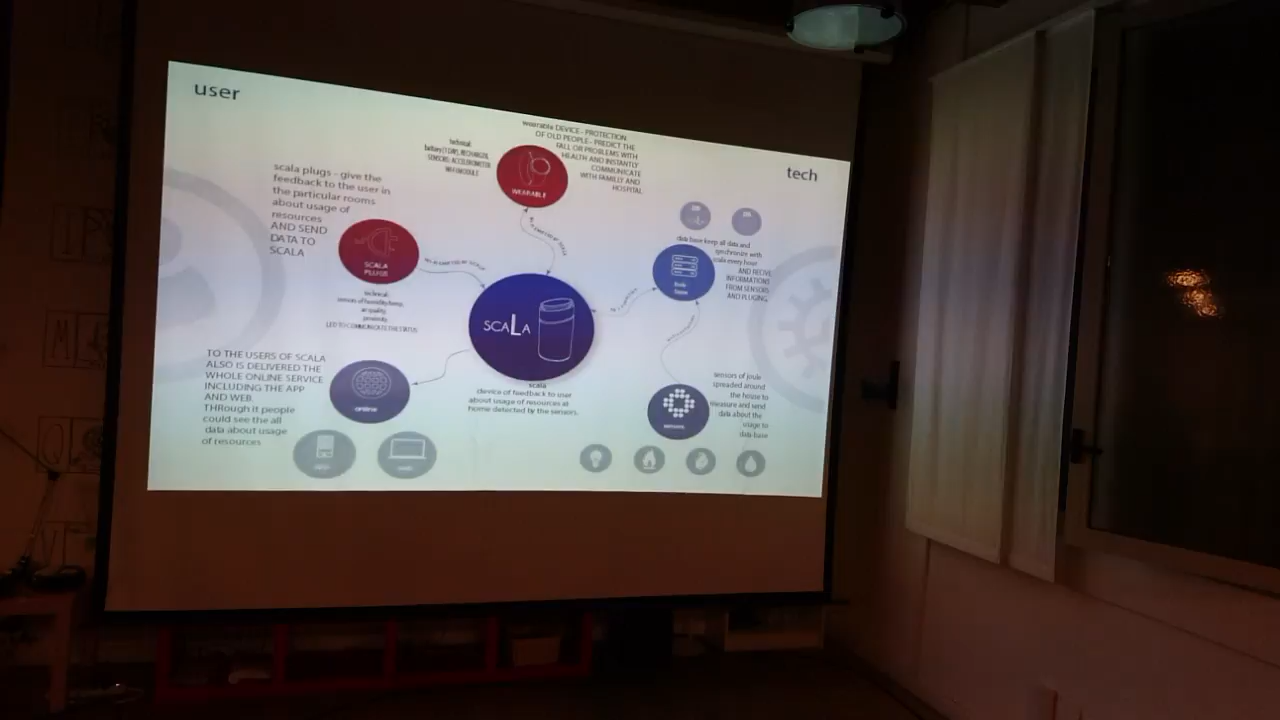 user
tech
wearable DEVICE - PROTECTION
OF OLD PEOPLE - PREDICT THE
FALL OR PROBLEMS WITH
HEALTH AND INSTANTLY
COMMUNICATE
WITH FAMILLY AND
HOSPITAL
technical:
SENSORS: ACCELEROMETER
WEARABLE
scala plugs - give the
feedback to the user in
the particular rooms
about usage of
resources
AND SEND
DATA TO
SCALA
SCALA
PLUGS
technical:
sensors of humidity/temp.
air quality
proximity
LED TO COMMUNICATE THE STATUS
SCALA
scala
device of feedback to user
about usage of resources at
home detected by the sensors.
data base keep all data and
synchronize with
scala every hour
AND RECIVE
INFORMATIONS
FROM SENSORS
AND PLUGING
TO THE USERS OF SCALA
ALSO IS DELIVERED THE
WHOLE ONLINE SERVICE
INCLUDING THE APP
AND WEB.
THRough it people
could see the all
data about usage
of resources
online
sensors of joule
spreaded around
the house to
measure and send
data about the
usage to
data base
sensors